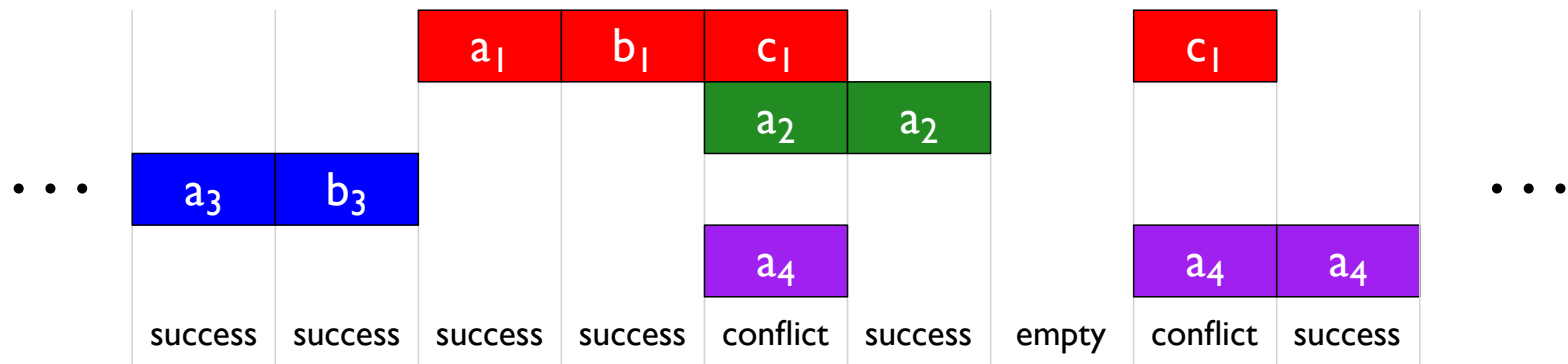 a₁ b₁ c₁ c₁
a₂ a₂
... a₃ b₃ ...
a₄ a₄ a₄
success success success success conflict success empty conflict success